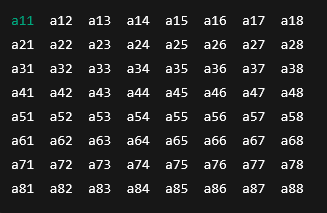 a11 a12 a13 a14 a15 a16 a17 a18
a21 a22 a23 a24 a25 a26 a27 a28
a31 a32 a33 a34 a35 a36 a37 a38
a41 a42 a43 a44 a45 a46 a47 a48
a51 a52 a53 a54 a55 a56 a57 a58
a61 a62 a63 a64 a65 a66 a67 a68
a71 a72 a73 a74 a75 a76 a77 a78
a81 a82 a83 a84 a85 a86 a87 a88